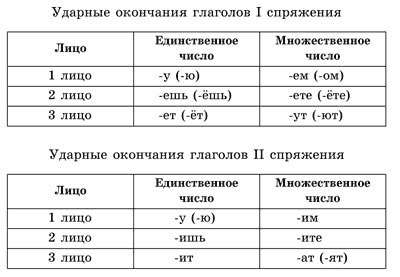 Ударные окончания глаголов I спряжения
Лицо Единственное число Множественное число
1 лицо -у (-ю) -ем (-ом)
2 лицо -ешь (-ёшь) -ете (-ёте)
3 лицо -ет (-ёт) -ут (-ют)
Ударные окончания глаголов II спряжения
Лицо Единственное число Множественное число
1 лицо -у (-ю) -им
2 лицо -ишь -ите
3 лицо -ит -ат (-ят)